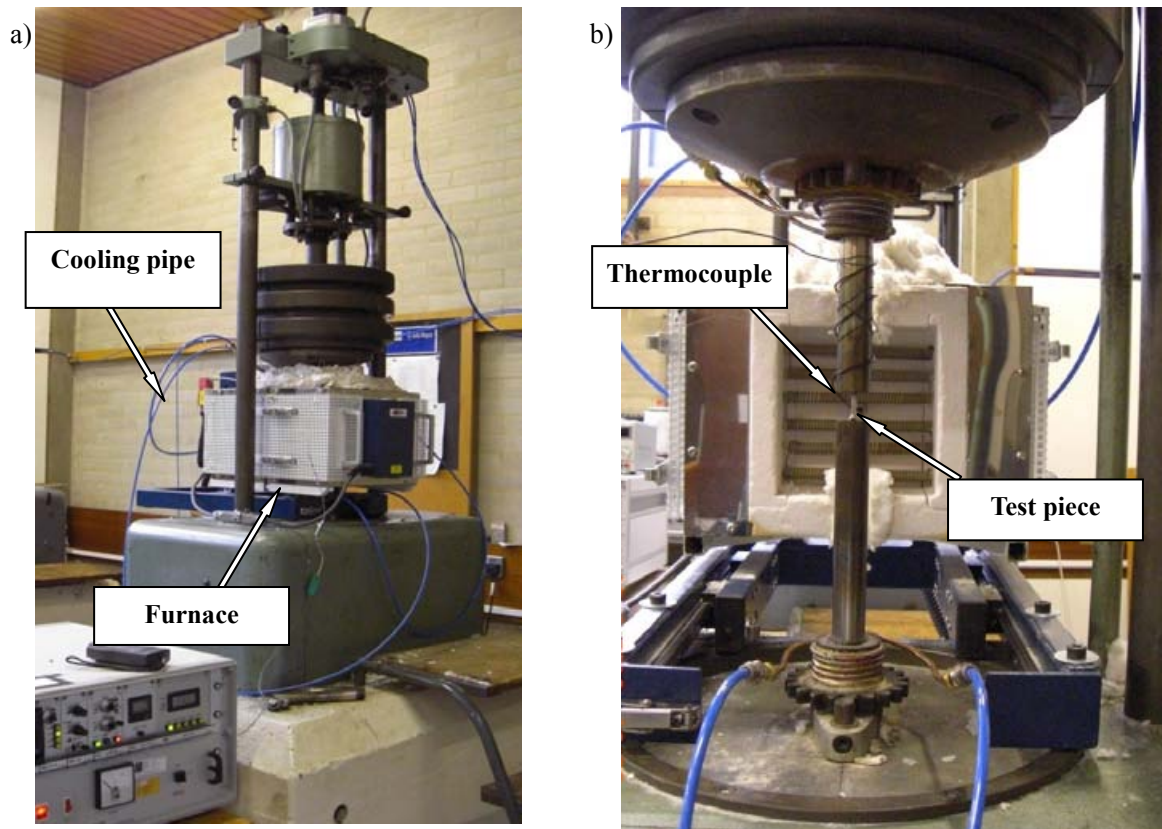 a)
Cooling pipe
Furnace
b)
Thermocouple
Test piece